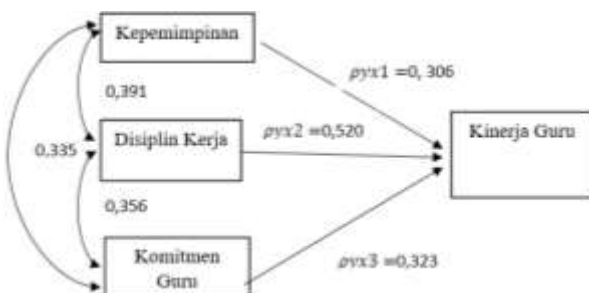 Kepemimpinan
ρyx1 =0, 306
0,391
Disiplin Kerja
ρyx2 =0,520
Kinerja Guru
0,335
0,356
Komitmen
Guru
ρyx3 =0,323